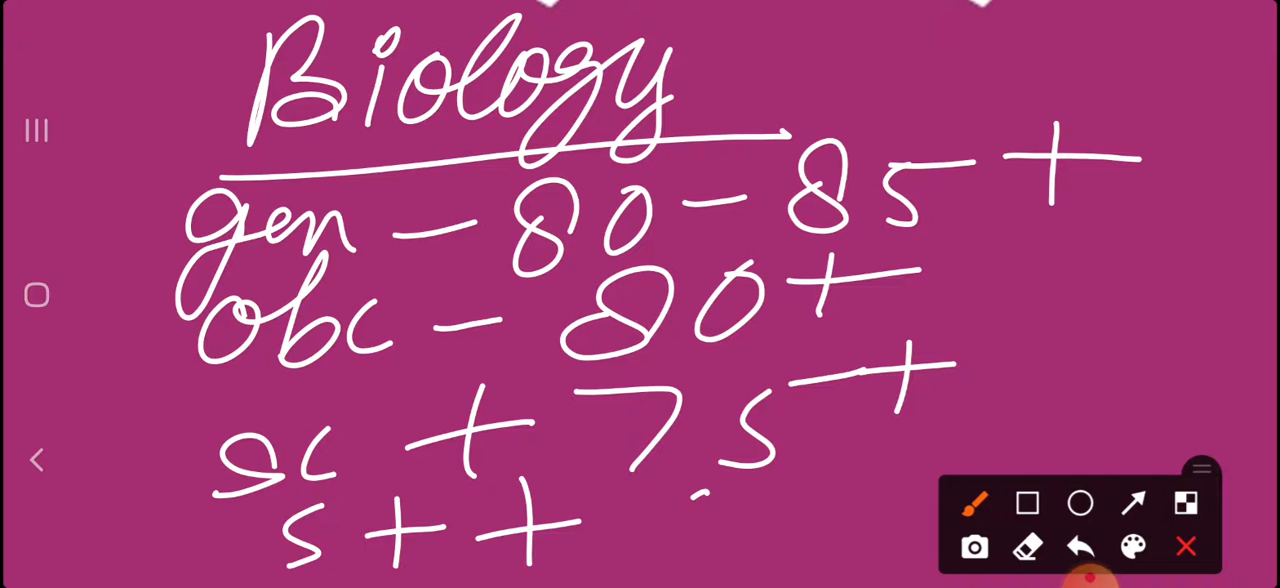 Biology
gen - 80 - 85 +
obc - 80 +
sc + 75 +
st +